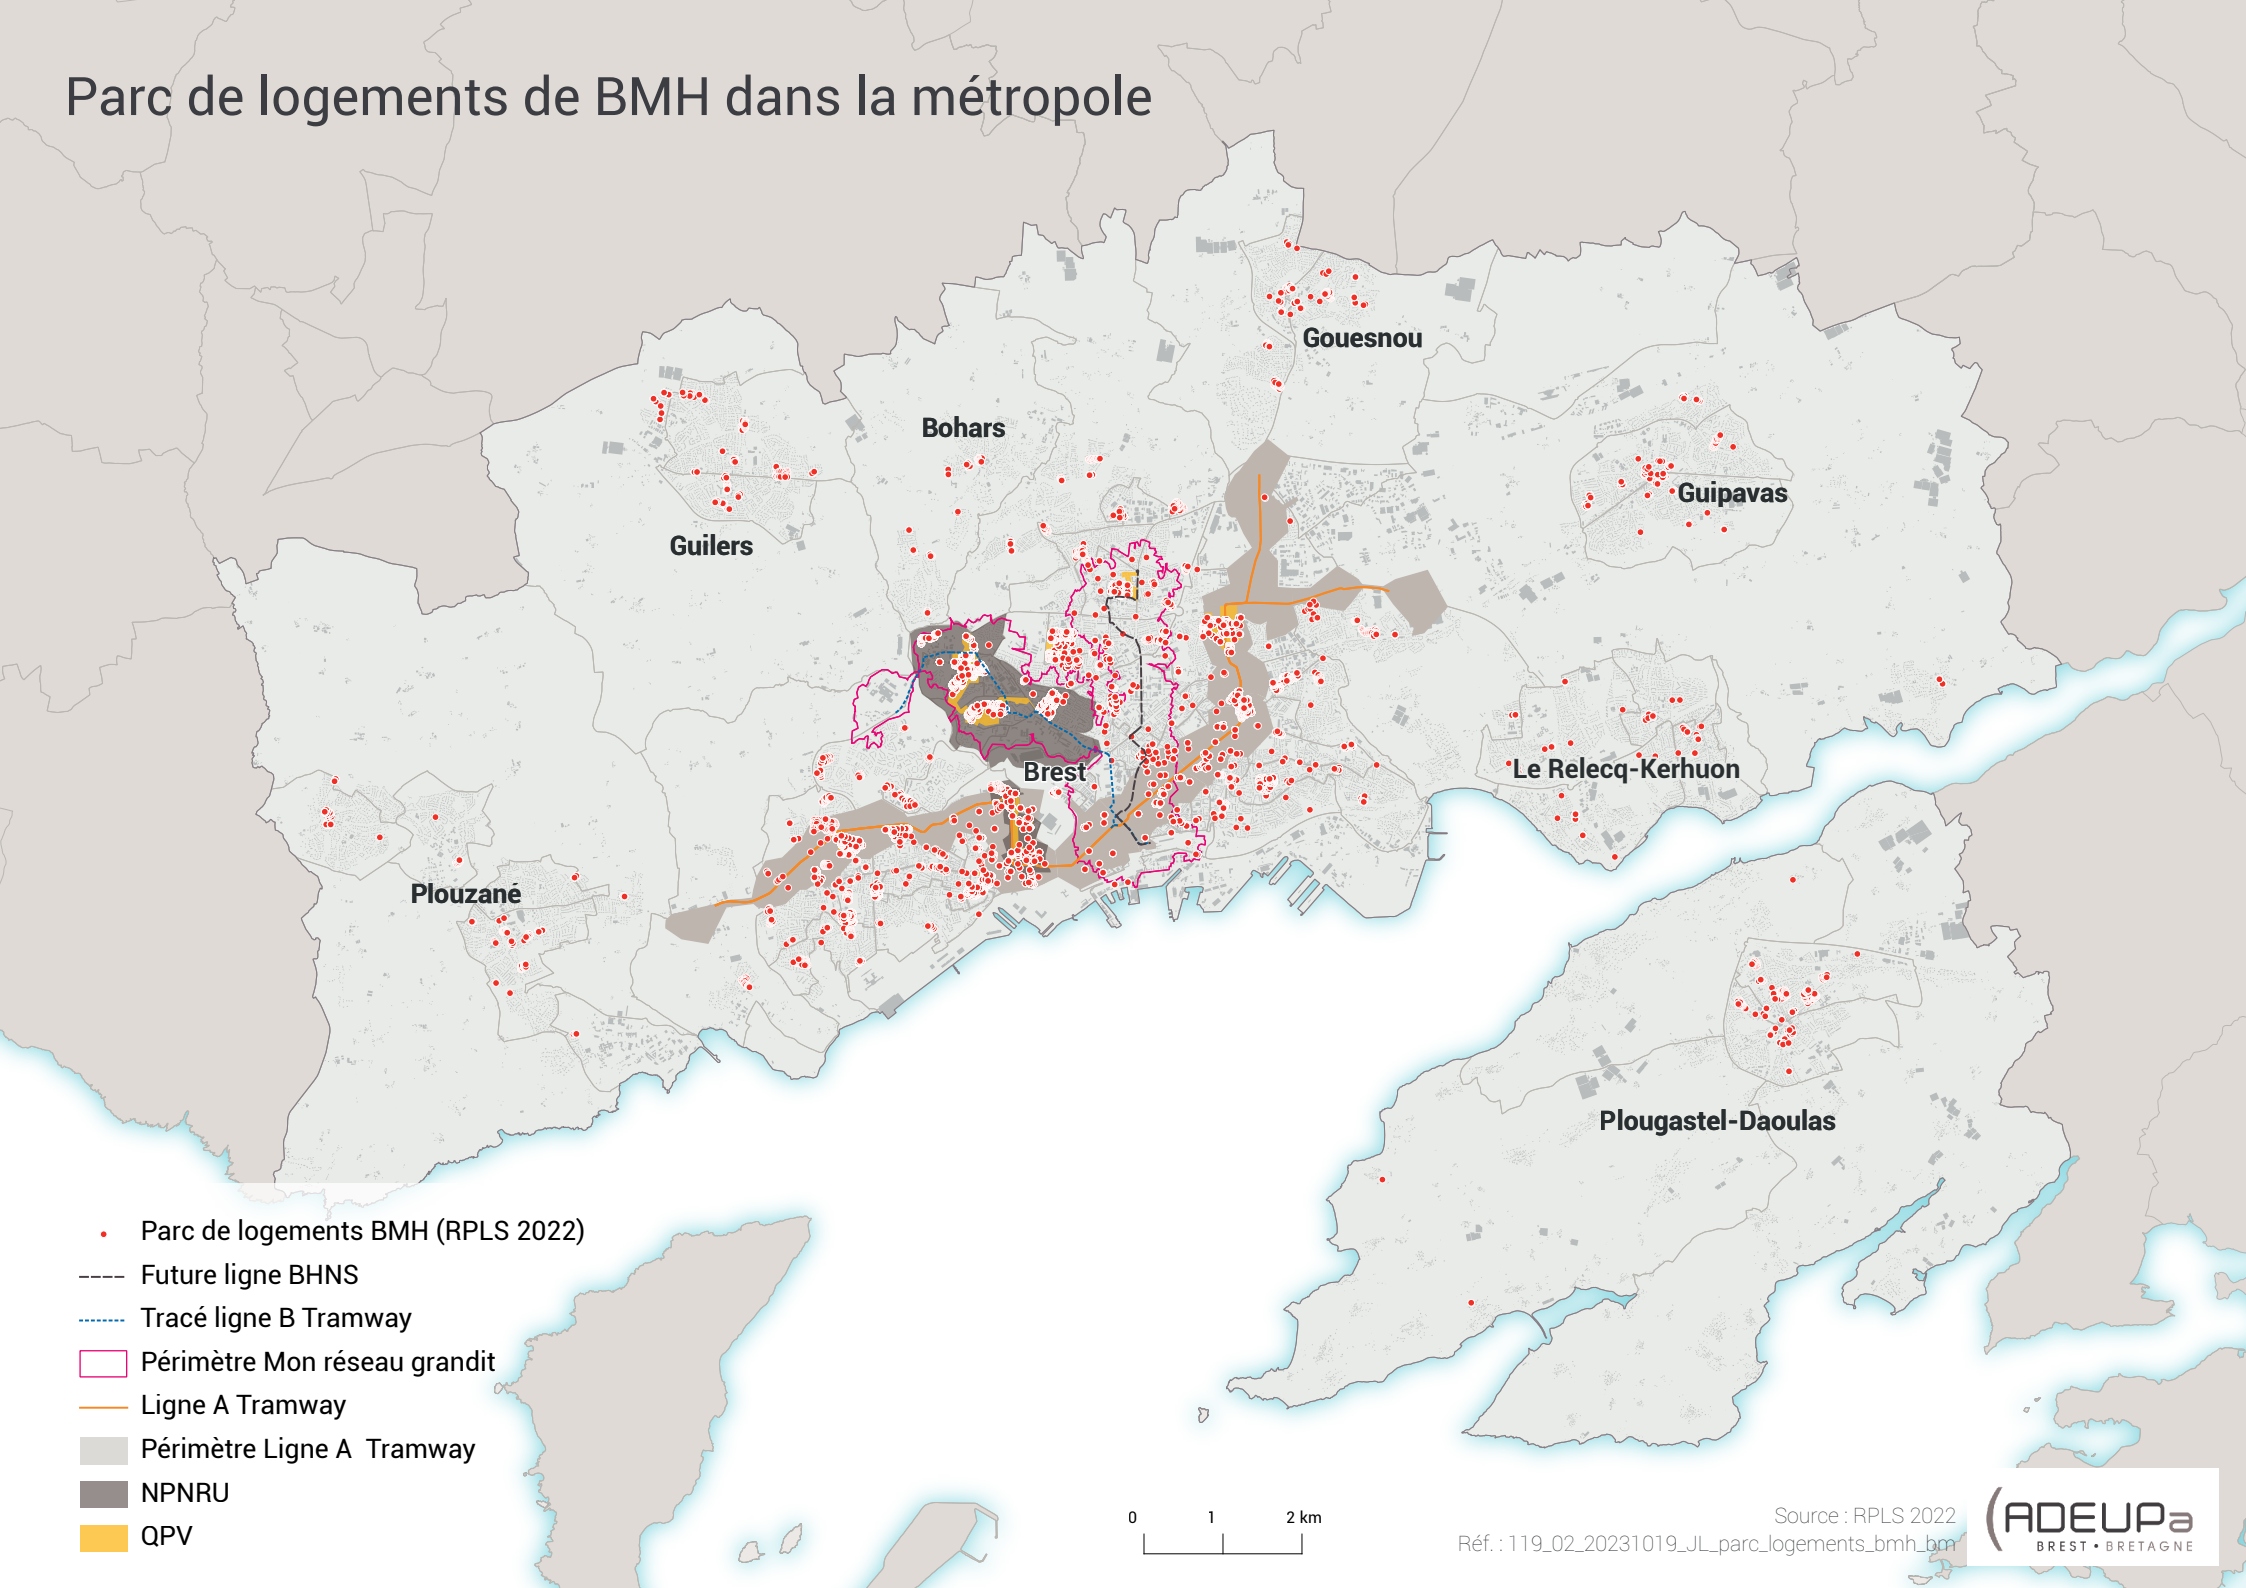 Parc de logements de BMH dans la métropole
Gouesnou
Bohars
Guipavas
Guilers
Brest
Le Relecq-Kerhuon
Plouzané
Plougastel-Daoulas
Parc de logements BMH (RPLS 2022)
Future ligne BHNS
Tracé ligne B Tramway
Périmètre Mon réseau grandit
Ligne A Tramway
Périmètre Ligne A Tramway
NPNRU
QPV
0 1 2 km
Source : RPLS 2022
Réf. : 119_02_20231019_JL_parc_logements_bmh_bm
ADEUPa
BREST • BRETAGNE